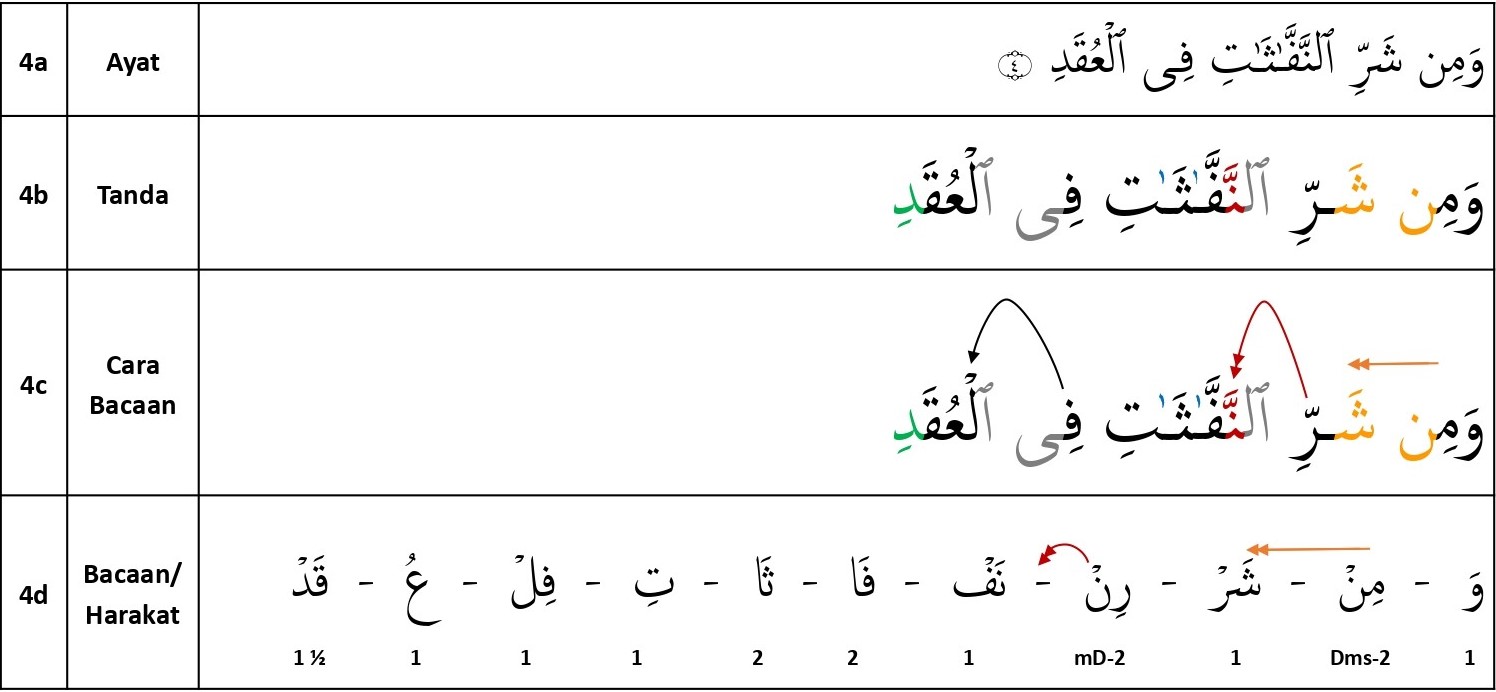 4a Ayat وَمِن شَرِّ ٱلنَّفَّـٰثَـٰتِ فِى ٱلْعُقَدِ ٤
4b Tanda وَمِن شَرِّ ٱلنَّفَّـٰثَـٰتِ فِى ٱلْعُقَدِ
4c Cara Bacaan وَمِن شَرِّ ٱلنَّفَّـٰثَـٰتِ فِى ٱلْعُقَدِ
4d Bacaan/ Harakat وَ - مِنْ - شَرْ - رِنْ - نَفْ - فَا - ثَا - تِ - فِلْ - عُ - قَدْ
1 ½ 1 1 1 2 2 1 mD-2 1 Dms-2 1